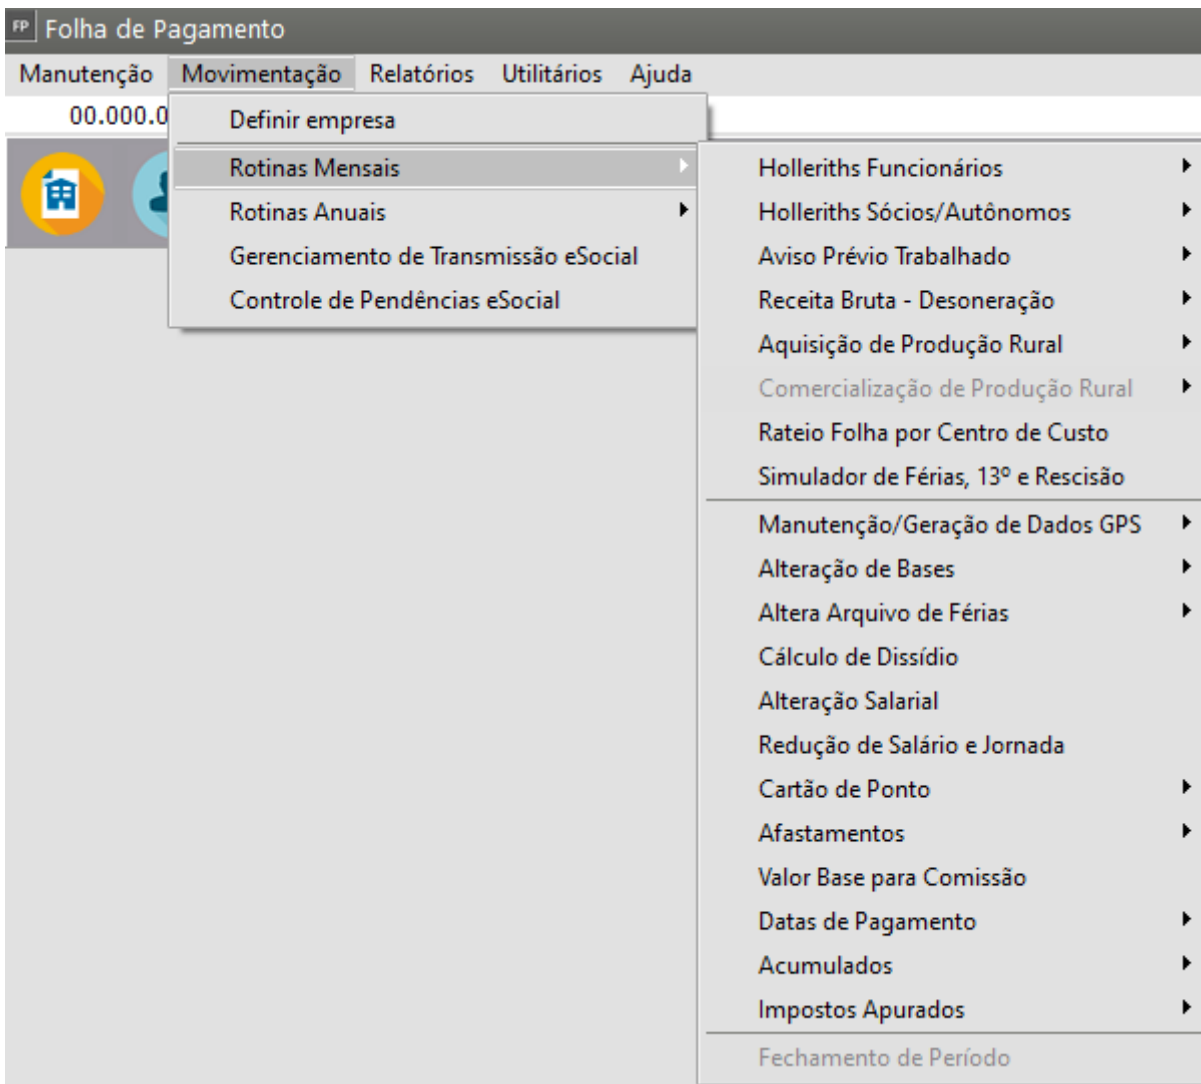 FP Folha de Pagamento
Manutenção Movimentação Relatórios Utilitários Ajuda
00.000.0
Definir empresa
Rotinas Mensais
Rotinas Anuais
Gerenciamento de Transmissão eSocial
Controle de Pendências eSocial
Holleriths Funcionários
Holleriths Sócios/Autônomos
Aviso Prévio Trabalhado
Receita Bruta - Desoneração
Aquisição de Produção Rural
Comercialização de Produção Rural
Rateio Folha por Centro de Custo
Simulador de Férias, 13º e Rescisão
Manutenção/Geração de Dados GPS
Alteração de Bases
Altera Arquivo de Férias
Cálculo de Dissídio
Alteração Salarial
Redução de Salário e Jornada
Cartão de Ponto
Afastamentos
Valor Base para Comissão
Datas de Pagamento
Acumulados
Impostos Apurados
Fechamento de Período